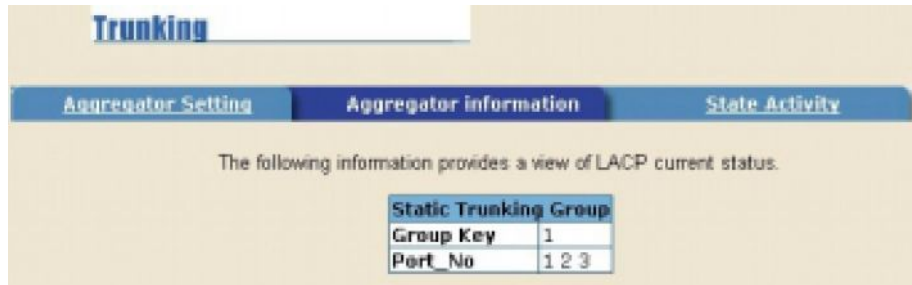 Trunking
Aggregator Setting Aggregator information State Activity
The following information provides a view of LACP current status.
Static Trunking Group
Group Key 1
Port_No 1 2 3